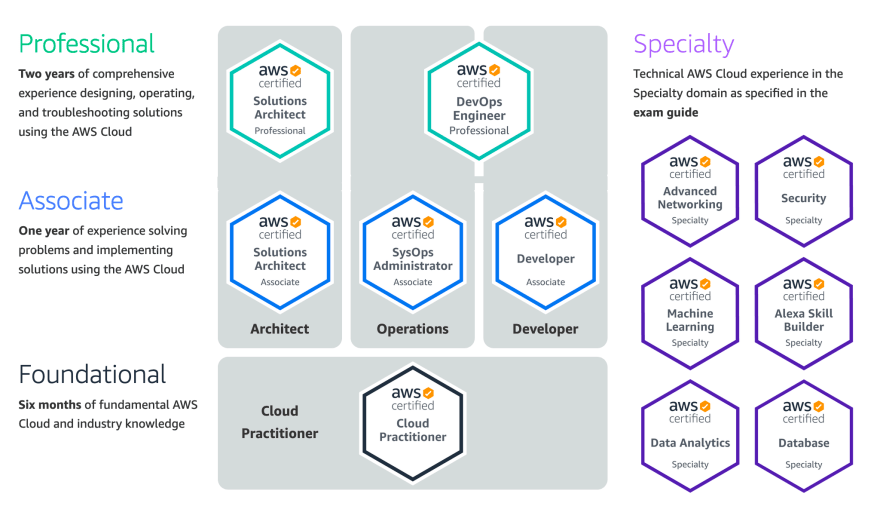 Professional
Two years of comprehensive
experience designing, operating,
and troubleshooting solutions
using the AWS Cloud
aws
certified
Solutions
Architect
Professional
aws
certified
DevOps
Engineer
Professional
Associate
One year of experience solving
problems and implementing
solutions using the AWS Cloud
aws
certified
Solutions
Architect
Associate
aws
certified
SysOps
Administrator
Associate
aws
certified
Developer
Associate
Architect
Operations
Developer
Foundational
Six months of fundamental AWS
Cloud and industry knowledge
Cloud
Practitioner
aws
certified
Cloud
Practitioner
Specialty
Technical AWS Cloud experience in the
Specialty domain as specified in the
exam guide
aws
certified
Advanced
Networking
Specialty
aws
certified
Security
Specialty
aws
certified
Machine
Learning
Specialty
aws
certified
Alexa Skill
Builder
Specialty
aws
certified
Data Analytics
Specialty
aws
certified
Database
Specialty